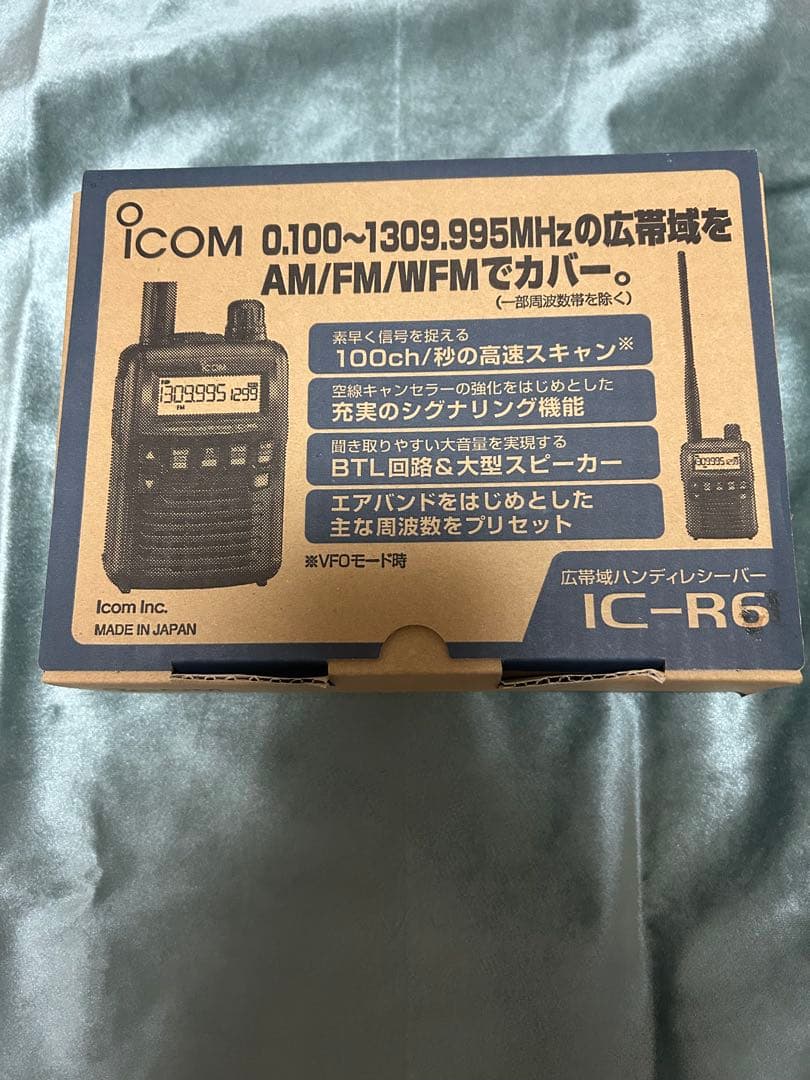 ICOM
0.100~1309.995MHzの広帯域を
AM/FM/WFMでカバー。
(一部周波数帯を除く)
素早く信号を捉える
100ch/秒の高速スキャン※
空線キャンセラーの強化をはじめとした
充実のシグナリング機能
聞き取りやすい大音量を実現する
BTL回路&大型スピーカー
エアバンドをはじめとした
主な周波数をプリセット
※VFOモード時
ICOM
FM
1309.995 1299
Icom Inc.
MADE IN JAPAN
広帯域ハンディレシーバー
IC-R6